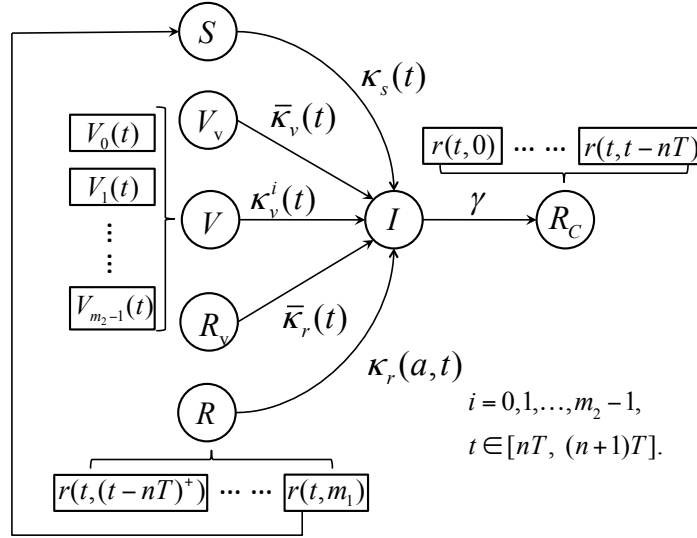 S
κ_s(t)
V_v
κ̄_v(t)
V_0(t)
r(t,0) ... ... r(t,t−nT)
V_1(t)
V
κ_v^i(t)
I
γ
R_C
⋮
⋮
V_{m_2−1}(t)
R_v
κ̄_r(t)
κ_r(a,t)
R
i = 0,1,…,m_2 − 1,
t ∈ [nT, (n+1)T].
r(t,(t−nT)^+) ... ... r(t,m_1)